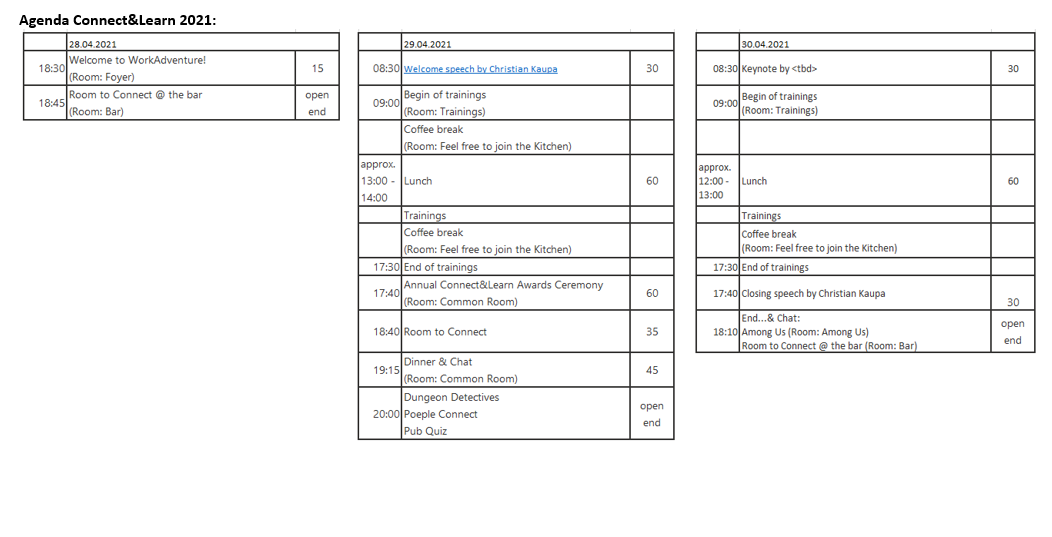 Agenda Connect&Learn 2021:
28.04.2021
18:30 Welcome to WorkAdventure! 15
(Room: Foyer)
18:45 Room to Connect @ the bar open
(Room: Bar) end
29.04.2021
08:30 Welcome speech by Christian Kaupa 30
09:00 Begin of trainings
(Room: Trainings)
Coffee break
(Room: Feel free to join the Kitchen)
approx.
13:00 - Lunch 60
14:00
Trainings
Coffee break
(Room: Feel free to join the Kitchen)
17:30 End of trainings
17:40 Annual Connect&Learn Awards Ceremony 60
(Room: Common Room)
18:40 Room to Connect 35
19:15 Dinner & Chat 45
(Room: Common Room)
Dungeon Detectives open
20:00 Poeple Connect end
Pub Quiz
30.04.2021
08:30 Keynote by <tbd> 30
09:00 Begin of trainings
(Room: Trainings)
approx.
12:00 - Lunch 60
13:00
Trainings
Coffee break
(Room: Feel free to join the Kitchen)
17:30 End of trainings
17:40 Closing speech by Christian Kaupa 30
End...& Chat: open
18:10 Among Us (Room: Among Us) end
Room to Connect @ the bar (Room: Bar)